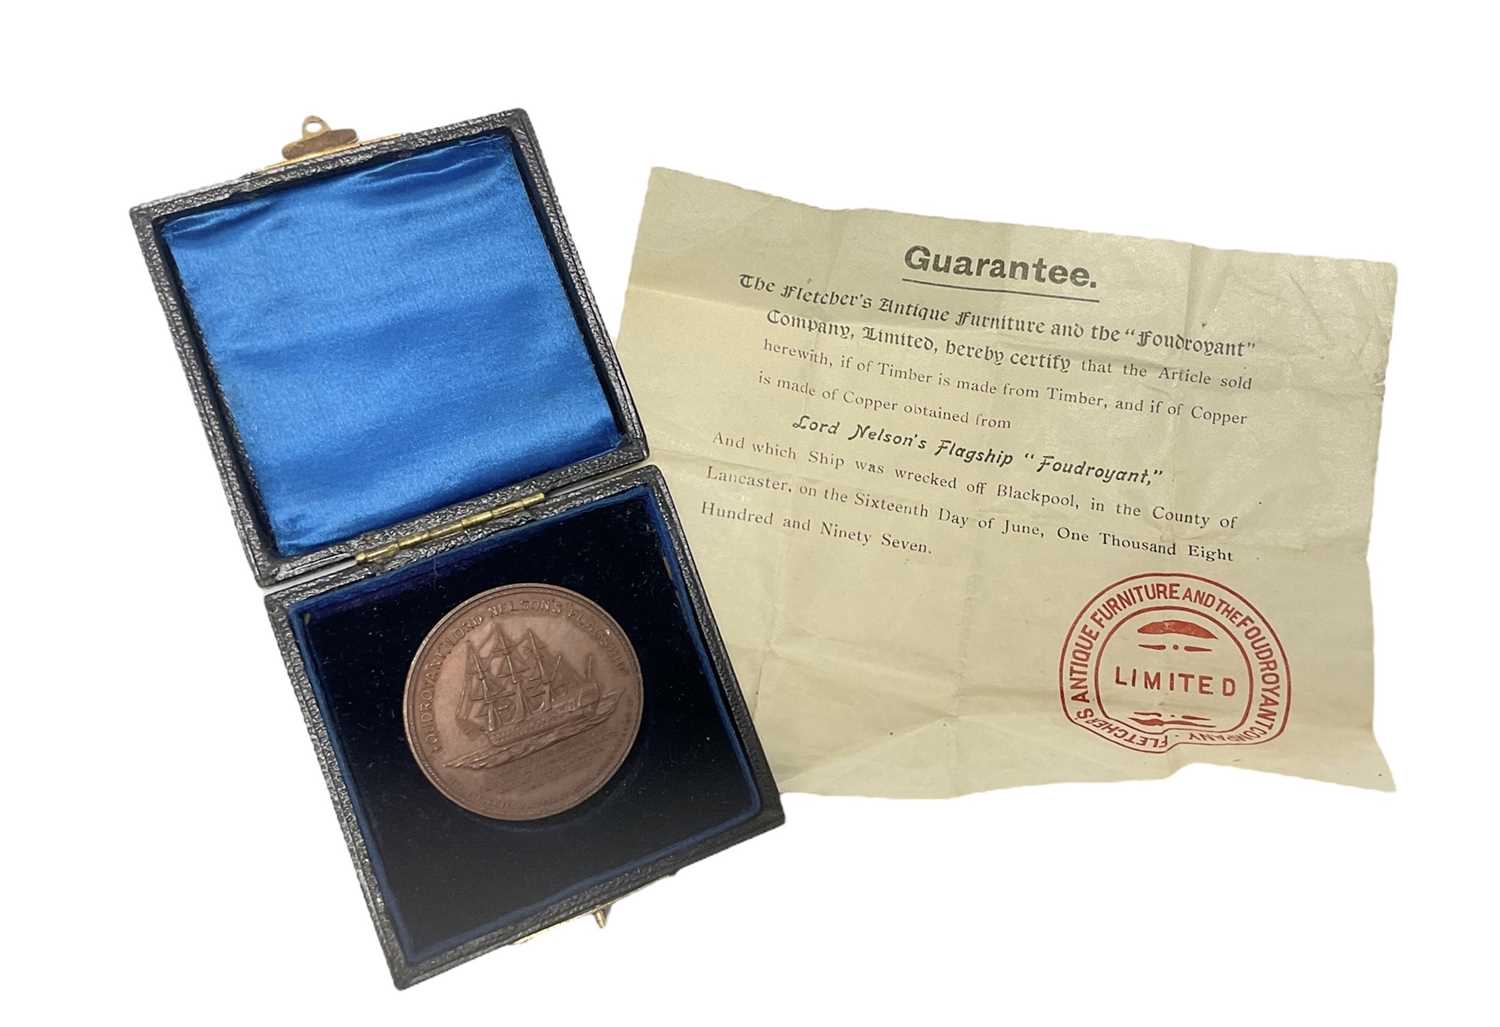 Guarantee.
The Fletcher's Antique Furniture and the "Foudroyant"
Company, Limited, hereby certify that the Article sold
herewith, if of Timber is made from Timber, and if of Copper
is made of Copper obtained from
Lord Nelson's Flagship "Foudroyant,"
And which Ship was wrecked off Blackpool, in the County of
Lancaster, on the Sixteenth Day of June, One Thousand Eight
Hundred and Ninety Seven.
FLETCHER'S ANTIQUE FURNITURE AND THE FOUDROYANT COMPANY
LIMITED
FOUDROYANT LORD NELSON'S FLAGSHIP